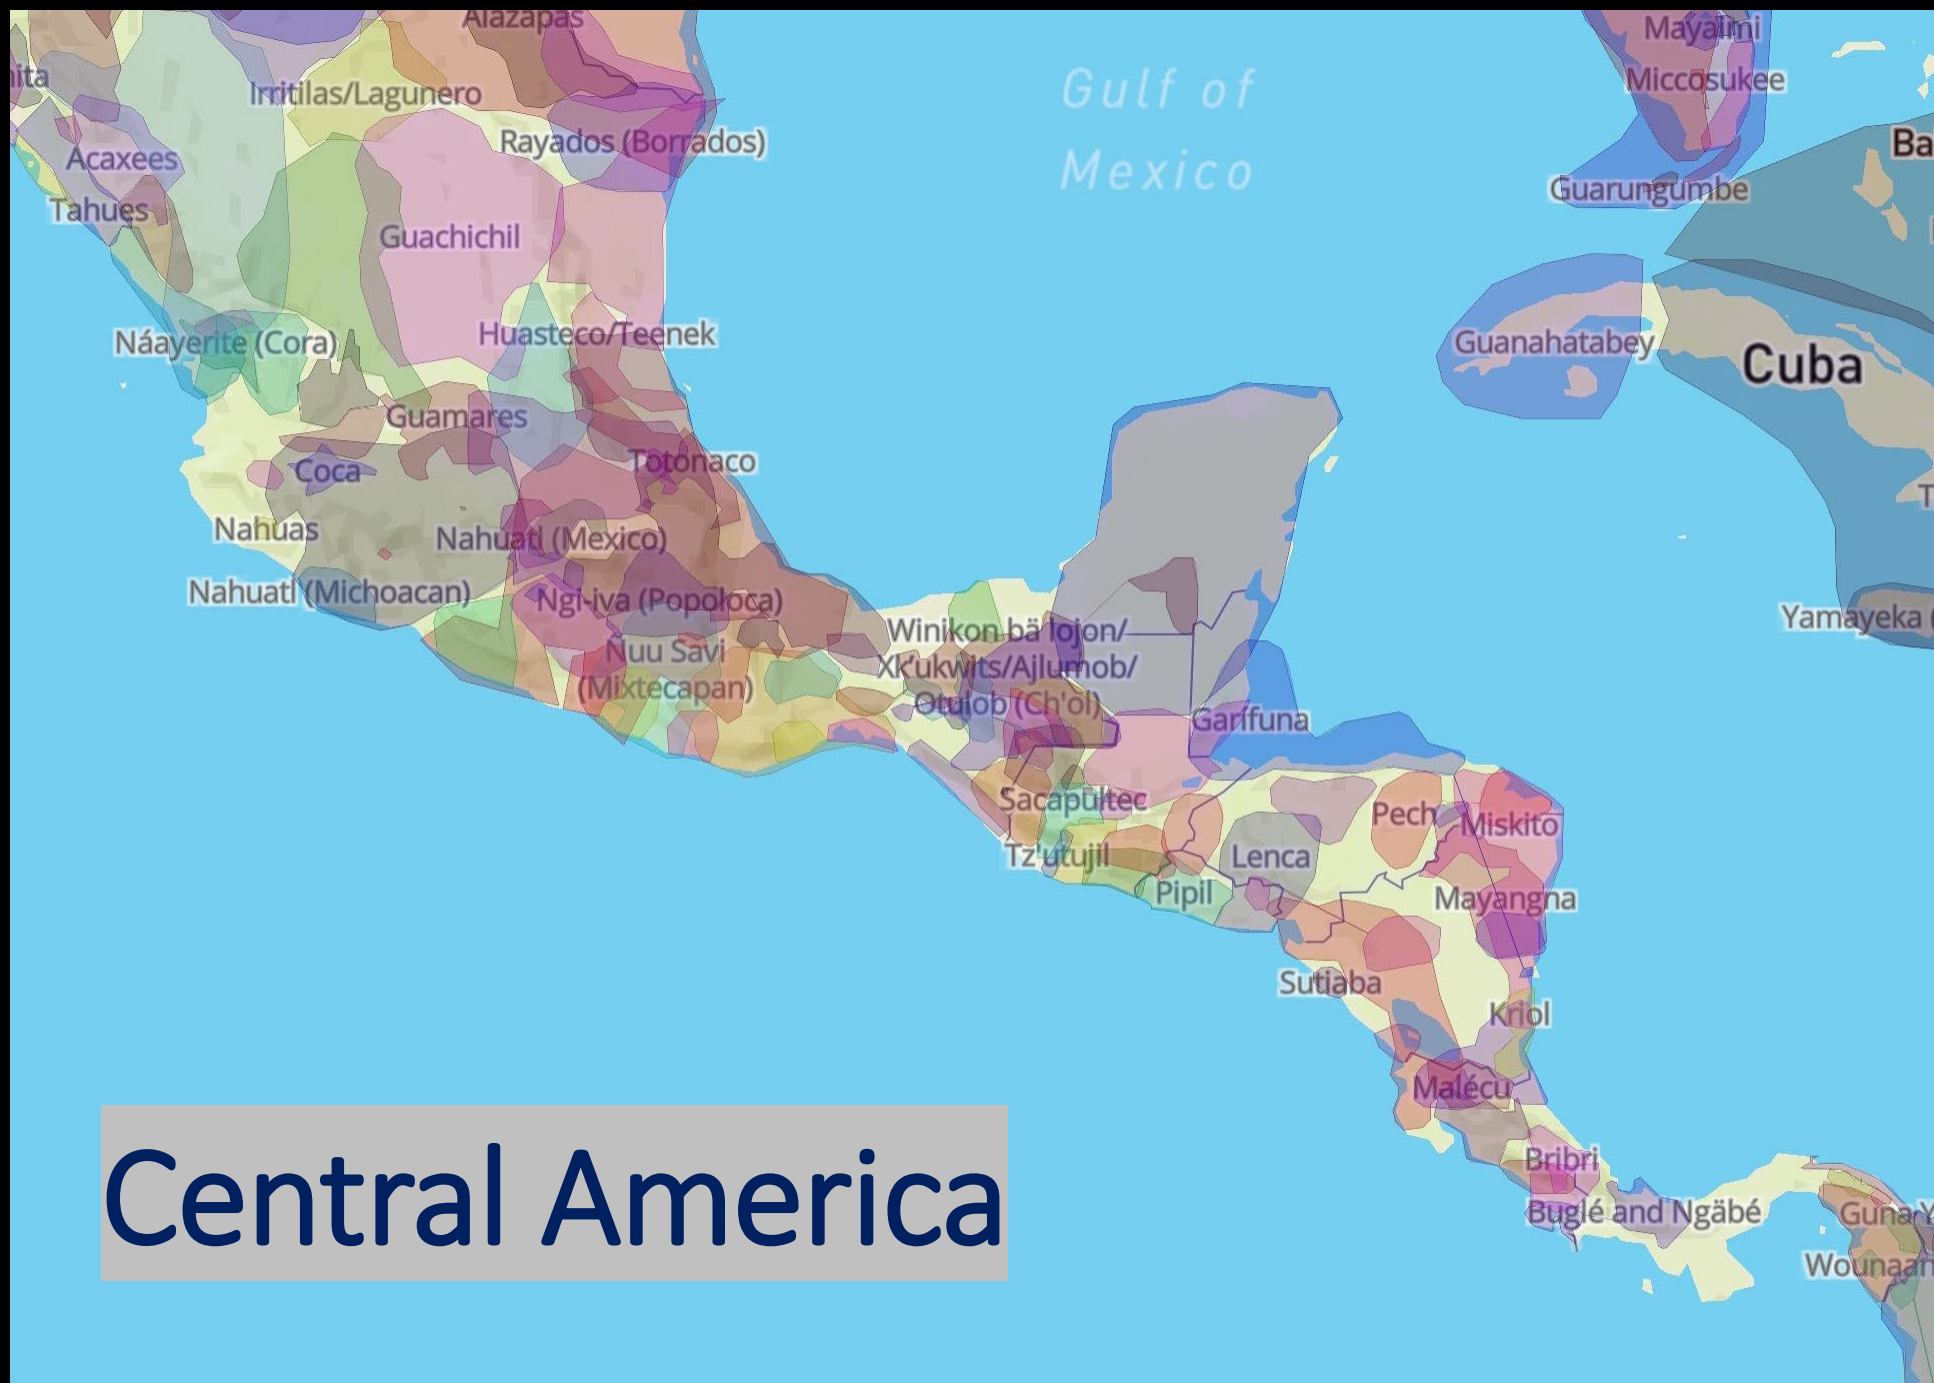 Alazapas
Mayaimi
Irritilas/Lagunero
Miccosukee
Gulf of
Mexico
Rayados (Borrados)
Acaxees
Guarungumbe
Tahues
Guachichil
Náayerite (Cora)
Huasteco/Teenek
Guanahatabey
Cuba
Guamares
Coca
Totonaco
Nahuas
Nahuatl (Mexico)
Nahuatl (Michoacan)
Ngi-iva (Popoloca)
Yamayeka (
Winikon bä lojon/
Xk'ukwits/Ajlumob/
Otulob (Ch'ol)
Ñuu Savi
(Mixtecapan)
Garífuna
Sacapultec
Pech
Miskito
Tz'utujil
Lenca
Pipil
Mayangna
Sutiaba
Kriol
Malécu
Bribri
Buglé and Ngäbé
Guna Y
Wounaan
Central America